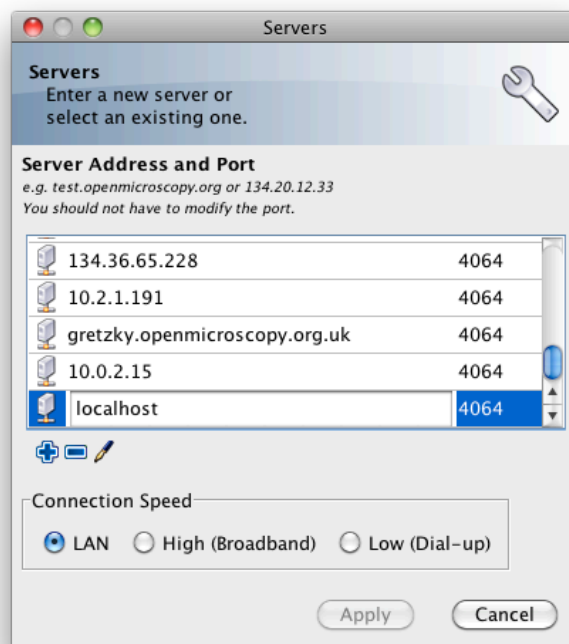 Servers
Servers
Enter a new server or
select an existing one.
Server Address and Port
e.g. test.openmicroscopy.org or 134.20.12.33
You should not have to modify the port.
134.36.65.228 4064
10.2.1.191 4064
gretzky.openmicroscopy.org.uk 4064
10.0.2.15 4064
localhost 4064
Connection Speed
LAN High (Broadband) Low (Dial-up)
Apply Cancel